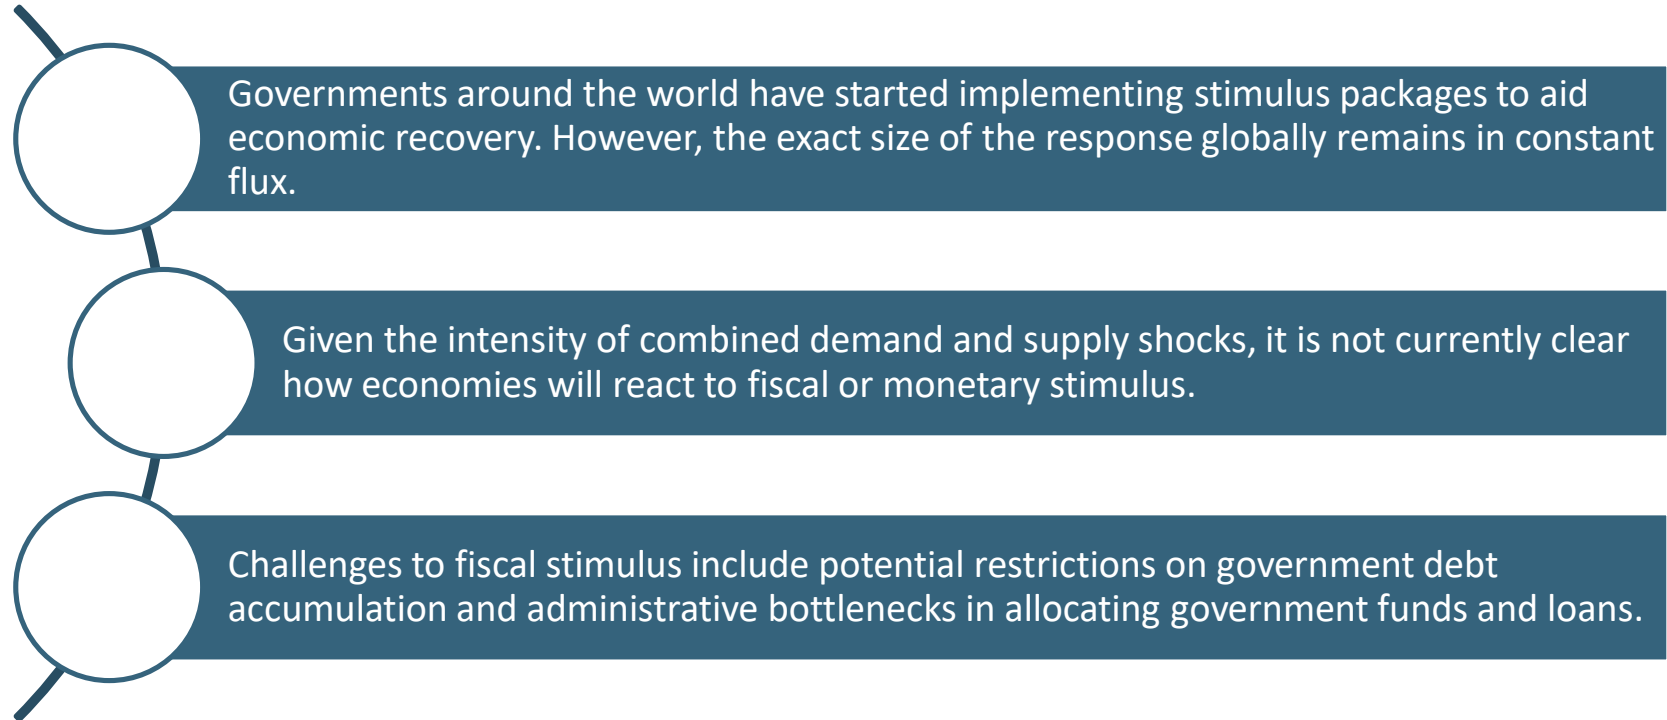 Governments around the world have started implementing stimulus packages to aid
economic recovery. However, the exact size of the response globally remains in constant
flux.
Given the intensity of combined demand and supply shocks, it is not currently clear
how economies will react to fiscal or monetary stimulus.
Challenges to fiscal stimulus include potential restrictions on government debt
accumulation and administrative bottlenecks in allocating government funds and loans.